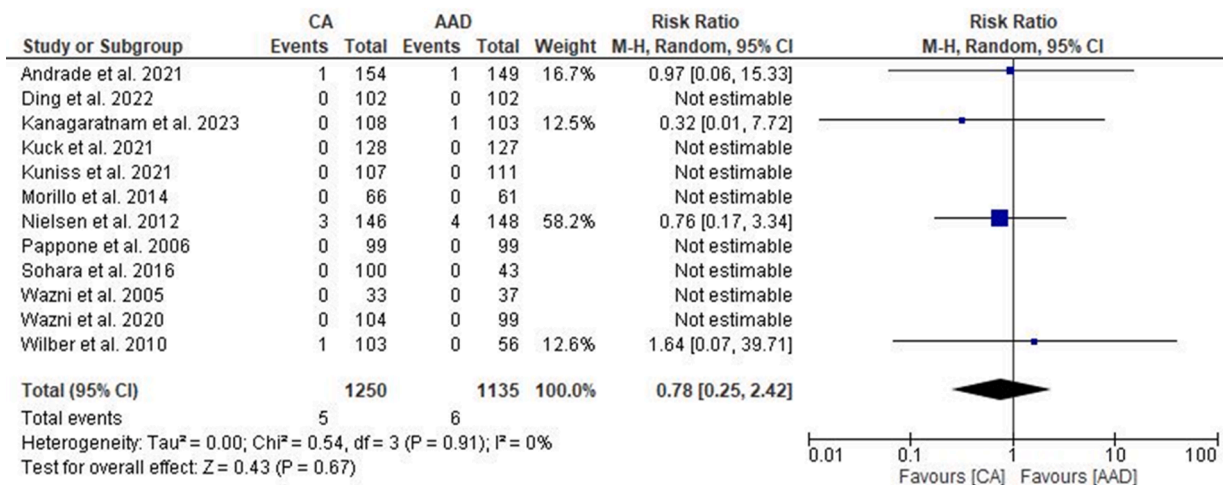 CA AAD Risk Ratio Risk Ratio
Study or Subgroup Events Total Events Total Weight M-H, Random, 95% CI M-H, Random, 95% CI
Andrade et al. 2021 1 154 1 149 16.7% 0.97 [0.06, 15.33]
Ding et al. 2022 0 102 0 102 Not estimable
Kanagaratnam et al. 2023 0 108 1 103 12.5% 0.32 [0.01, 7.72]
Kuck et al. 2021 0 128 0 127 Not estimable
Kuniss et al. 2021 0 107 0 111 Not estimable
Morillo et al. 2014 0 66 0 61 Not estimable
Nielsen et al. 2012 3 146 4 148 58.2% 0.76 [0.17, 3.34]
Pappone et al. 2006 0 99 0 99 Not estimable
Sohara et al. 2016 0 100 0 43 Not estimable
Wazni et al. 2005 0 33 0 37 Not estimable
Wazni et al. 2020 0 104 0 99 Not estimable
Wilber et al. 2010 1 103 0 56 12.6% 1.64 [0.07, 39.71]
Total (95% CI) 1250 1135 100.0% 0.78 [0.25, 2.42]
Total events 5 6
Heterogeneity: Tau² = 0.00; Chi² = 0.54, df = 3 (P = 0.91); I² = 0%
Test for overall effect: Z = 0.43 (P = 0.67)
0.01 0.1 1 10 100
Favours [CA] Favours [AAD]